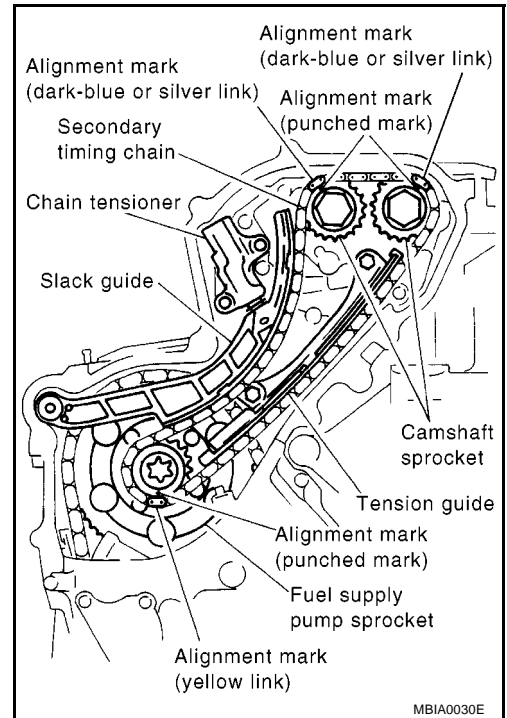 Alignment mark
(dark-blue or silver link)
Alignment mark
(dark-blue or silver link)
Alignment mark
(punched mark)
Secondary
timing chain
Chain tensioner
Slack guide
Camshaft
sprocket
Tension guide
Alignment mark
(punched mark)
Fuel supply
pump sprocket
Alignment mark
(yellow link)
MBIA0030E